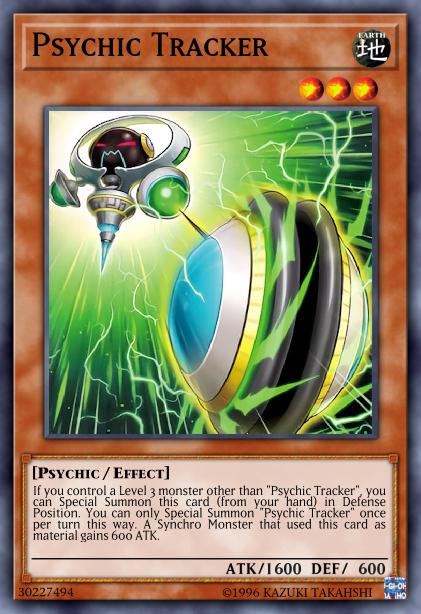 PSYCHIC TRACKER
EARTH
地
[PSYCHIC / EFFECT]
If you control a Level 3 monster other than "Psychic Tracker", you
can Special Summon this card (from your hand) in Defense
Position. You can only Special Summon "Psychic Tracker" once
per turn this way. A Synchro Monster that used this card as
material gains 600 ATK.
ATK/1600 DEF/ 600
30227494
©1996 KAZUKI TAKAHSHI